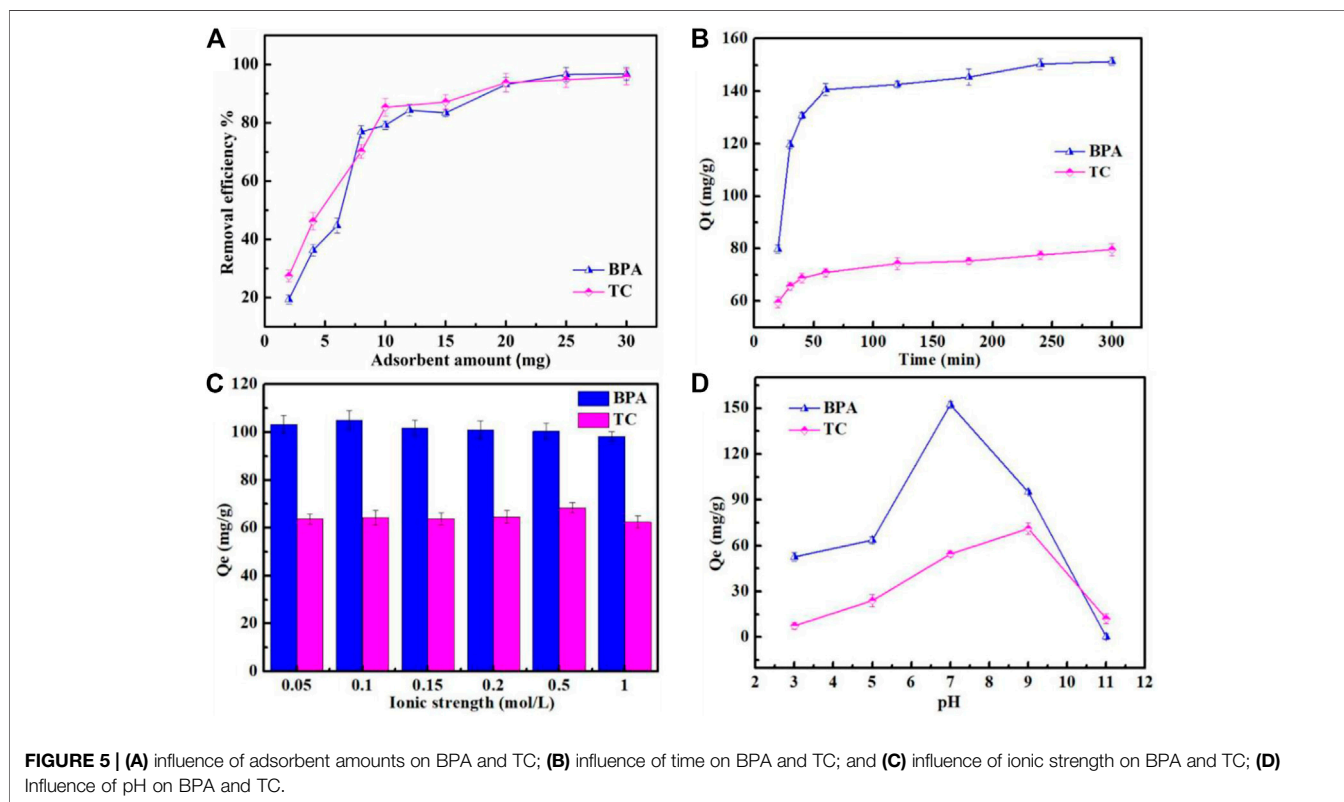 A
Removal efficiency %
100
80
60
40
20
BPA
TC
0 5 10 15 20 25 30
Adsorbent amount (mg)
B
Qt (mg/g)
160
140
120
100
80
60
BPA
TC
0 50 100 150 200 250 300
Time (min)
C
Qe (mg/g)
120
100
80
60
40
20
0
BPA
TC
0.05 0.1 0.15 0.2 0.5 1
Ionic strength (mol/L)
D
Qe (mg/g)
150
120
90
60
30
0
BPA
TC
2 3 4 5 6 7 8 9 10 11 12
pH
FIGURE 5 | (A) influence of adsorbent amounts on BPA and TC; (B) influence of time on BPA and TC; and (C) influence of ionic strength on BPA and TC; (D)
Influence of pH on BPA and TC.